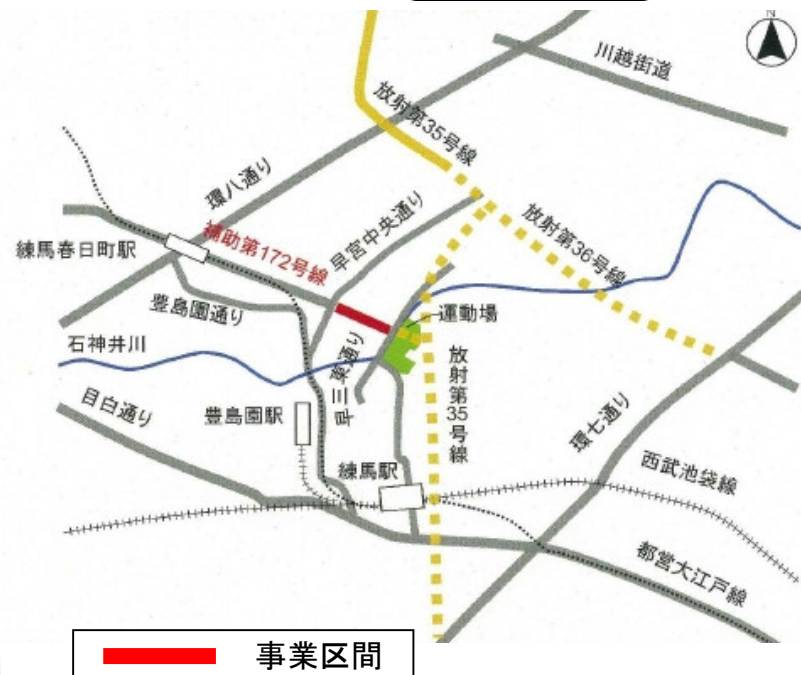 N
川越街道
放射第35号線
環八通り
早宮中央通り
放射第36号線
補助第172号線
練馬春日町駅
豊島園通り
運動場
石神井川
早三東通り
放射第35号線
目白通り
豊島園駅
環七通り
練馬駅
西武池袋線
都営大江戸線
事業区間